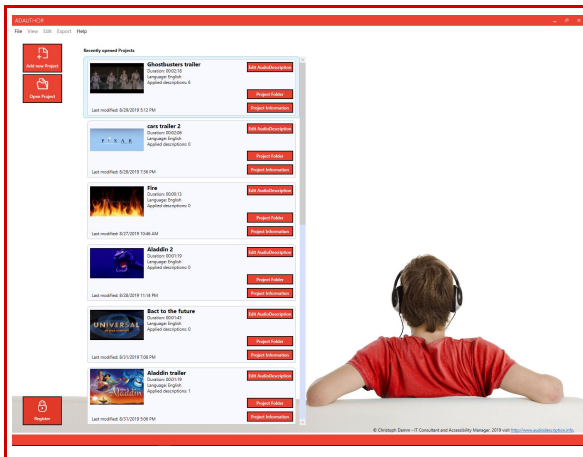 ADAUTHOR
File View Edit Export Help
Add new Project
Open Project
Recently opened Projects
Ghostbusters trailer
Duration: 00:02:18
Language: English
Applied descriptions: 6
Last modified: 8/29/2019 5:12 PM
Edit AudioDescription
Project Folder
Project Information
cars trailer 2
Duration: 00:02:08
Language: English
Applied descriptions: 0
Last modified: 8/28/2019 7:56 PM
Edit AudioDescription
Project Folder
Project Information
PIXAR
Fire
Duration: 00:00:13
Language: English
Applied descriptions: 0
Last modified: 8/27/2019 10:46 AM
Edit AudioDescription
Project Folder
Project Information
Aladdin 2
Duration: 00:01:19
Language: English
Applied descriptions: 0
Last modified: 8/28/2019 11:14 PM
Edit AudioDescription
Project Folder
Project Information
UNIVERSAL
Bact to the future
Duration: 00:01:43
Language: English
Applied descriptions: 0
Last modified: 8/31/2019 7:09 PM
Edit AudioDescription
Project Folder
Project Information
Aladdin
Aladdin trailer
Duration: 00:01:19
Language: English
Applied descriptions: 1
Last modified: 8/31/2019 5:06 PM
Edit AudioDescription
Project Folder
Project Information
Register
© Christoph Damm – IT Consultant and Accessibility Manager; 2019 visit http://www.audiodescription.info.